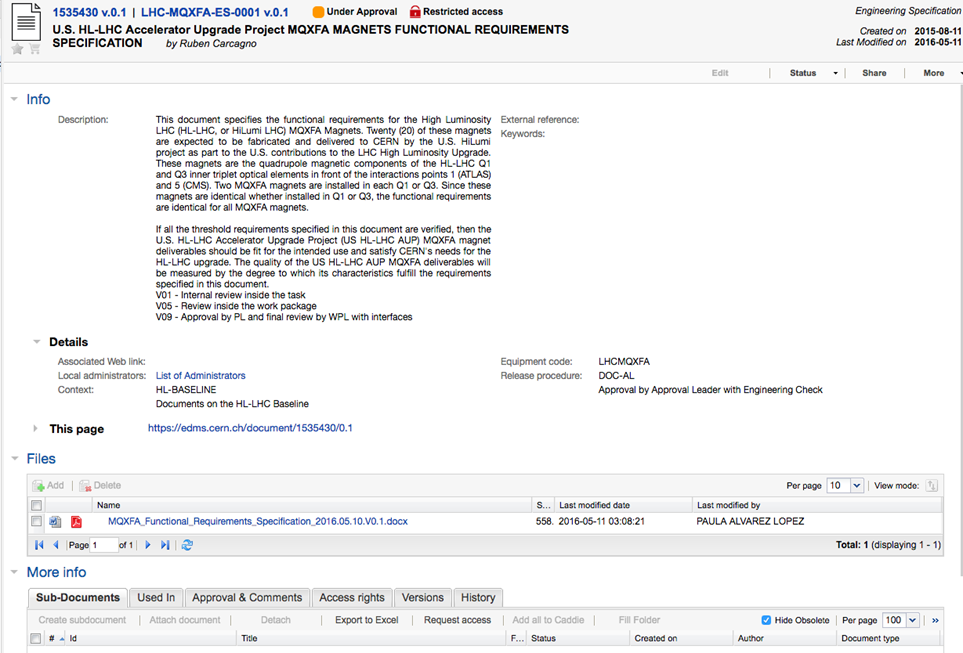 1535430 v.0.1 | LHC-MQXFA-ES-0001 v.0.1 Under Approval Restricted access
Engineering Specification
U.S. HL-LHC Accelerator Upgrade Project MQXFA MAGNETS FUNCTIONAL REQUIREMENTS
SPECIFICATION by Ruben Carcagno
Created on 2015-08-11
Last Modified on 2016-05-11
Edit | Status | Share | More
Info
Description:
This document specifies the functional requirements for the High Luminosity
LHC (HL-LHC, or HiLumi LHC) MQXFA Magnets. Twenty (20) of these magnets
are expected to be fabricated and delivered to CERN by the U.S. HiLumi
project as part to the U.S. contributions to the LHC High Luminosity Upgrade.
These magnets are the quadrupole magnetic components of the HL-LHC Q1
and Q3 inner triplet optical elements in front of the interactions points 1 (ATLAS)
and 5 (CMS). Two MQXFA magnets are installed in each Q1 or Q3. Since these
magnets are identical whether installed in Q1 or Q3, the functional requirements
are identical for all MQXFA magnets.
If all the threshold requirements specified in this document are verified, then the
U.S. HL-LHC Accelerator Upgrade Project (US HL-LHC AUP) MQXFA magnet
deliverables should be fit for the intended use and satisfy CERN's needs for the
HL-LHC upgrade. The quality of the US HL-LHC AUP MQXFA deliverables will
be measured by the degree to which its characteristics fulfill the requirements
specified in this document.
V01 - Internal review inside the task
V05 - Review inside the work package
V09 - Approval by PL and final review by WPL with interfaces
External reference:
Keywords:
Details
Associated Web link:
Local administrators: List of Administrators
Context: HL-BASELINE
Documents on the HL-LHC Baseline
Equipment code: LHCMQXFA
Release procedure: DOC-AL
Approval by Approval Leader with Engineering Check
This page https://edms.cern.ch/document/1535430/0.1
Files
Add | Delete Per page 10 View mode:
Name S... Last modified date Last modified by
MQXFA_Functional_Requirements_Specification_2016.05.10.V0.1.docx 558. 2016-05-11 03:08:21 PAULA ALVAREZ LOPEZ
Page 1 of 1 Total: 1 (displaying 1 - 1)
More info
Sub-Documents Used In Approval & Comments Access rights Versions History
Create subdocument Attach document Detach Export to Excel Request access Add all to Caddie Fill Folder Hide Obsolete Per page 100 »
# Id Title F... Status Created on Author Document type